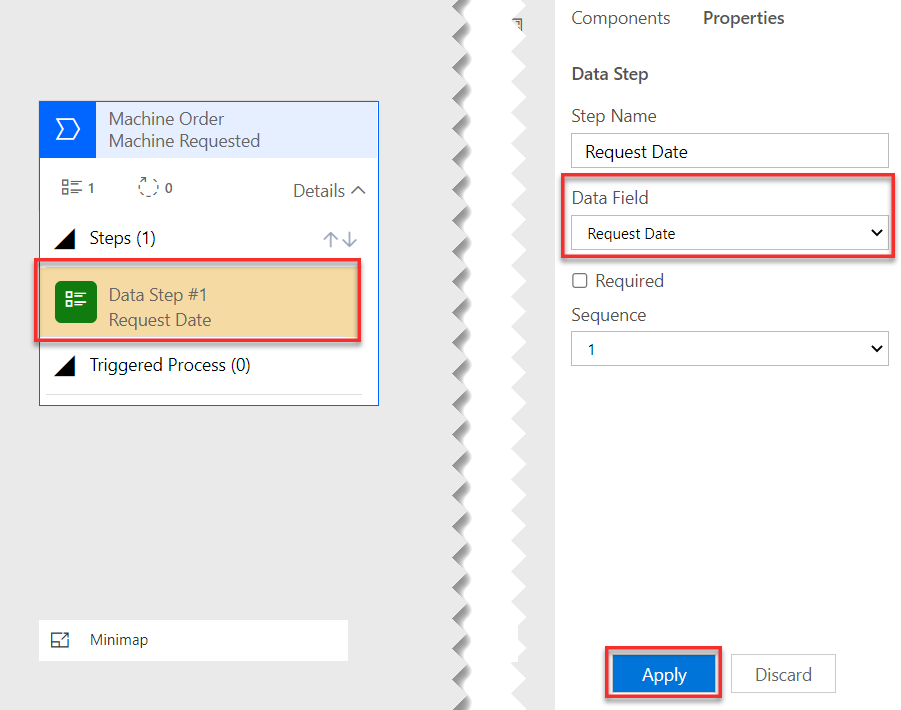 Machine Order
Machine Requested
1
0
Details
Steps (1)
Data Step #1
Request Date
Triggered Process (0)
Minimap
Components
Properties
Data Step
Step Name
Request Date
Data Field
Request Date
Required
Sequence
1
Apply
Discard